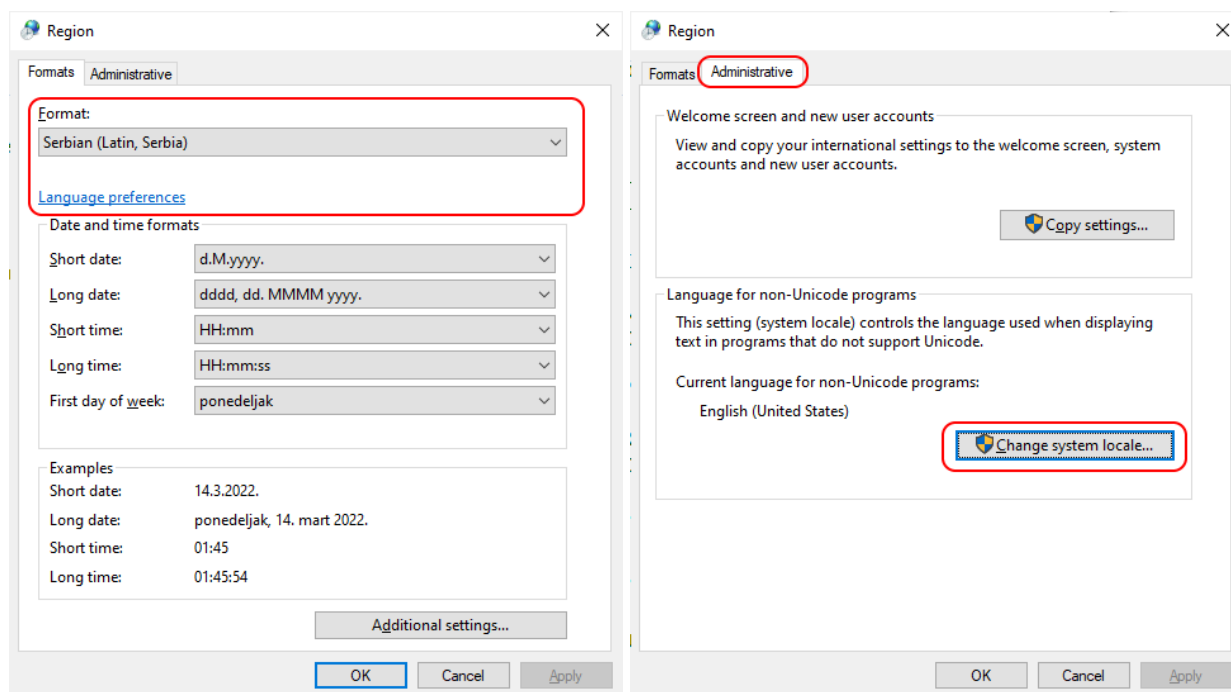 Region
Formats
Administrative
Format:
Serbian (Latin, Serbia)
Language preferences
Date and time formats
Short date:
d.M.yyyy.
Long date:
dddd, dd. MMMM yyyy.
Short time:
HH:mm
Long time:
HH:mm:ss
First day of week:
ponedeljak
Examples
Short date:
14.3.2022.
Long date:
ponedeljak, 14. mart 2022.
Short time:
01:45
Long time:
01:45:54
Additional settings...
OK
Cancel
Apply
Region
Formats
Administrative
Welcome screen and new user accounts
View and copy your international settings to the welcome screen, system
accounts and new user accounts.
Copy settings...
Language for non-Unicode programs
This setting (system locale) controls the language used when displaying
text in programs that do not support Unicode.
Current language for non-Unicode programs:
English (United States)
Change system locale...
OK
Cancel
Apply